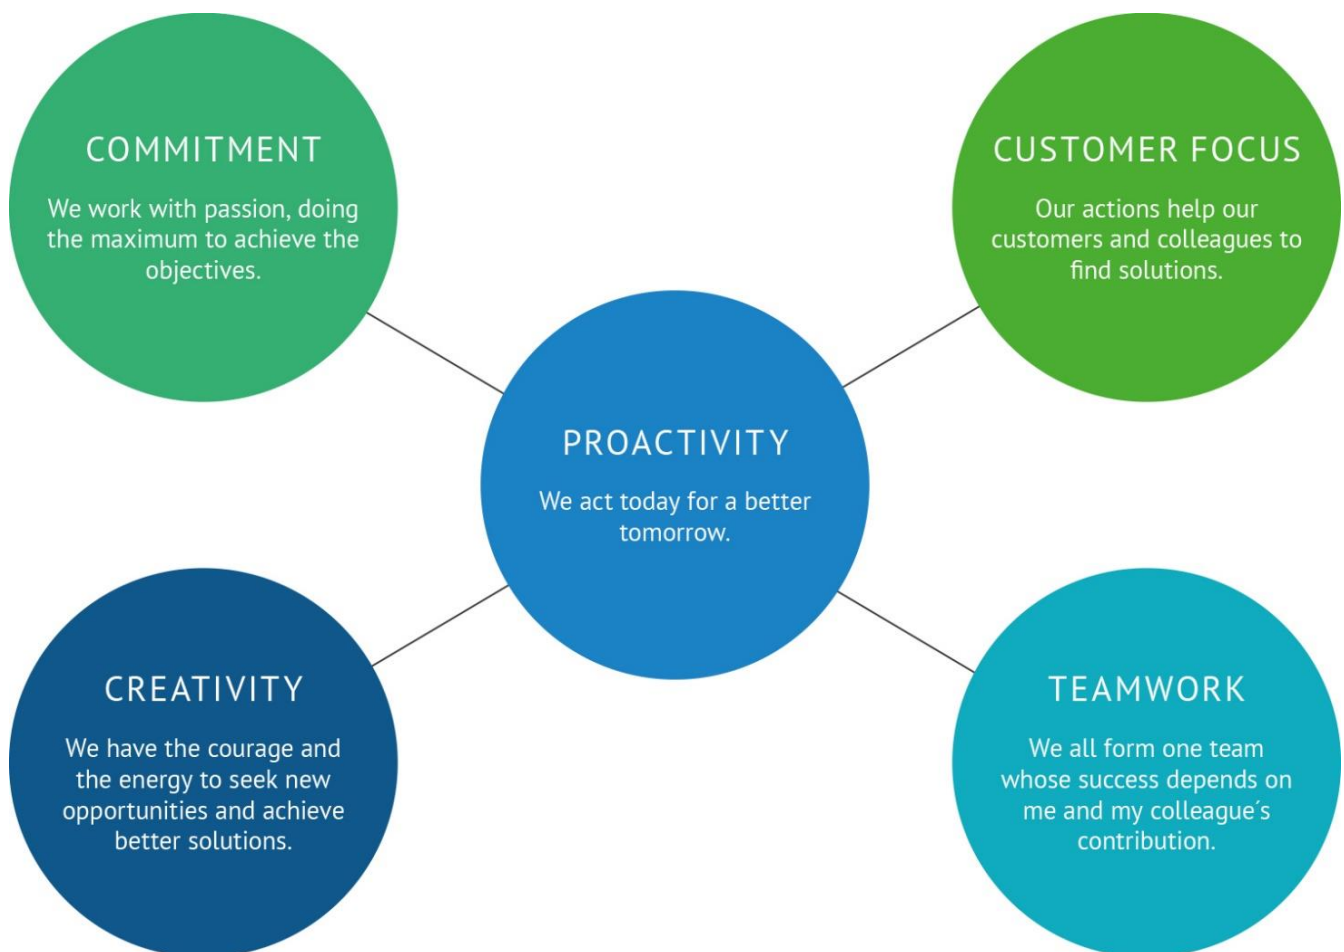 COMMITMENT
We work with passion, doing
the maximum to achieve the
objectives.
CUSTOMER FOCUS
Our actions help our
customers and colleagues to
find solutions.
PROACTIVITY
We act today for a better
tomorrow.
CREATIVITY
We have the courage and
the energy to seek new
opportunities and achieve
better solutions.
TEAMWORK
We all form one team
whose success depends on
me and my colleague´s
contribution.